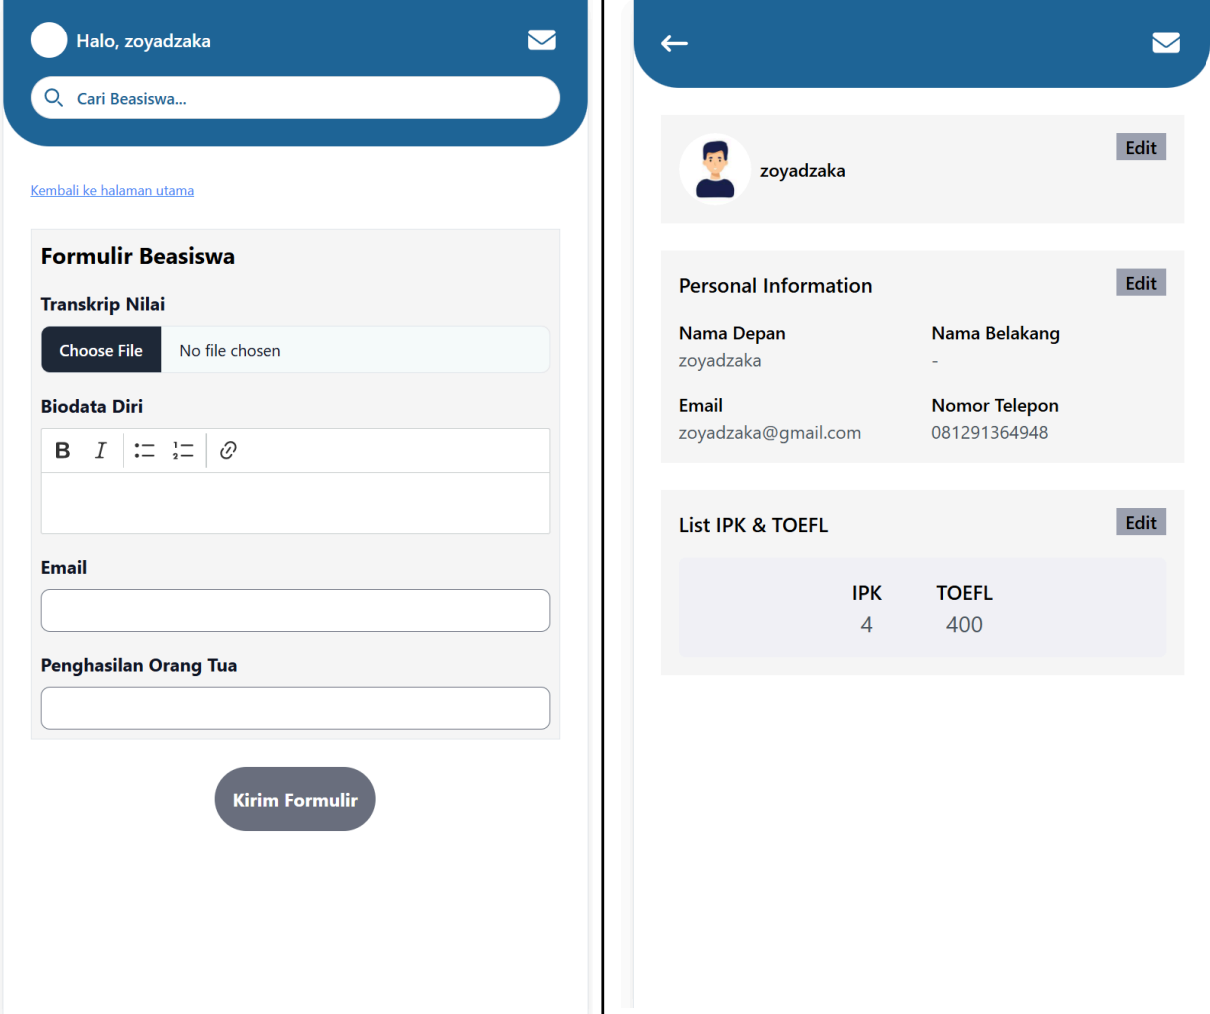 Halo, zoyadzaka
Cari Beasiswa...
Kembali ke halaman utama
Formulir Beasiswa
Transkrip Nilai
Choose File No file chosen
Biodata Diri
B I
Email
Penghasilan Orang Tua
Kirim Formulir
zoyadzaka
Edit
Personal Information
Edit
Nama Depan
zoyadzaka
Nama Belakang
-
Email
zoyadzaka@gmail.com
Nomor Telepon
081291364948
List IPK & TOEFL
Edit
IPK TOEFL
4 400